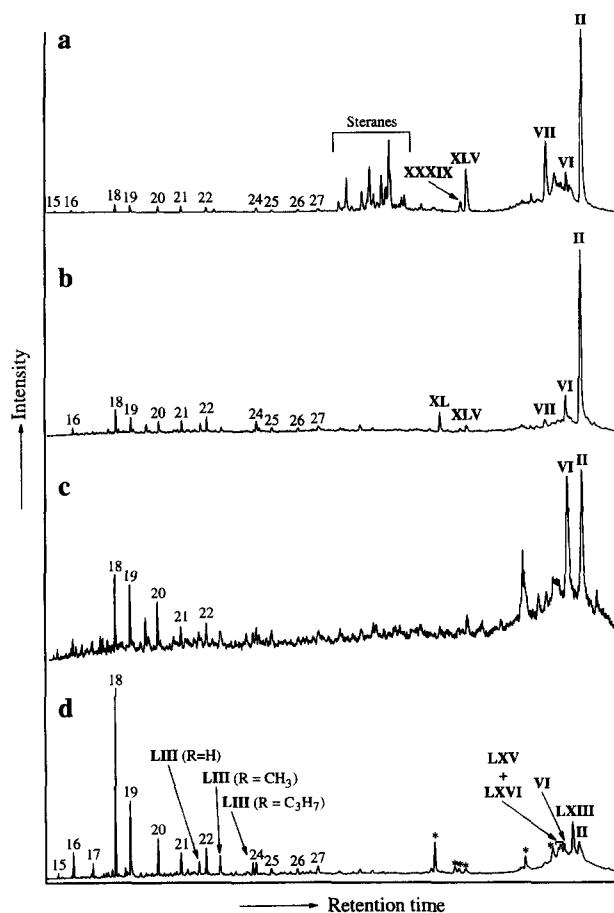 a
II
Steranes
VII
XLV
XXXIX
VI
15 16 18 19 20 21 22 24 25 26 27
b
II
18
VI
16 19 20 21 22 24 25 26 27
XL
XLV
VII
c
VI II
18
19
20
21 22
d
18
LIII (R=H)
LIII (R = CH₃)
LIII (R = C₃H₇)
LXV
+
LXVI
VI
LXIII
II
19
15 16 17 20 21 22 24 25 26 27
* **** * *
Intensity
Retention time